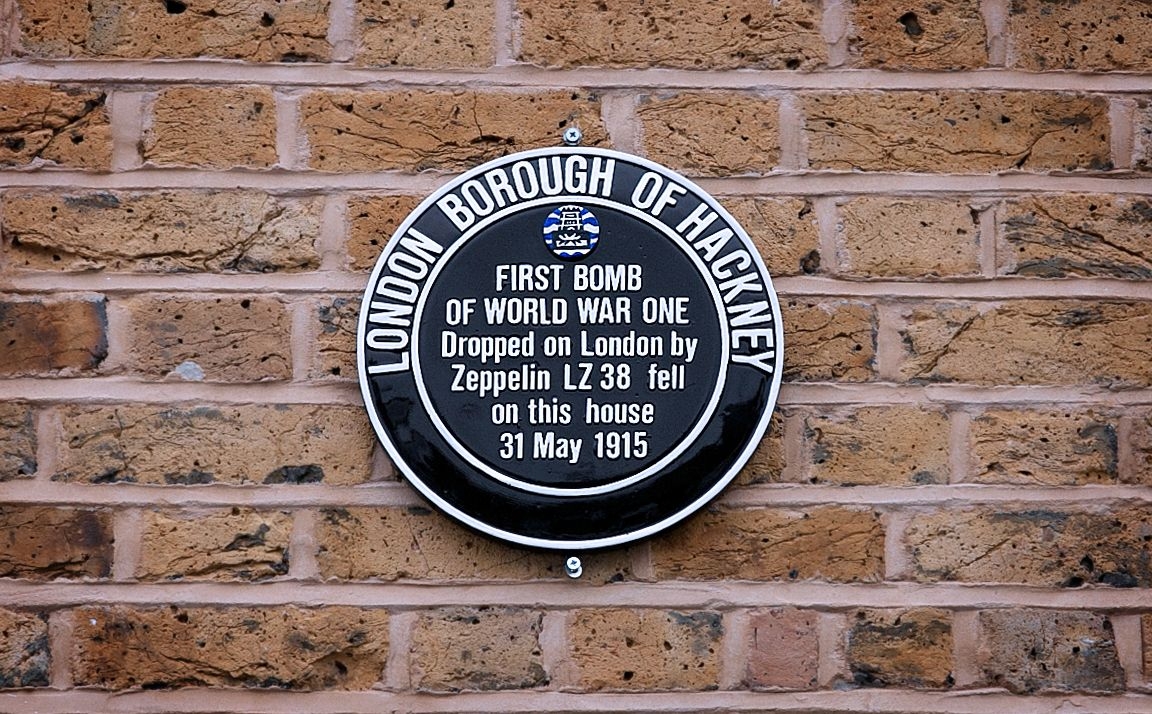 LONDON BOROUGH OF HACKNEY
FIRST BOMB
OF WORLD WAR ONE
Dropped on London by
Zeppelin LZ 38 fell
on this house
31 May 1915